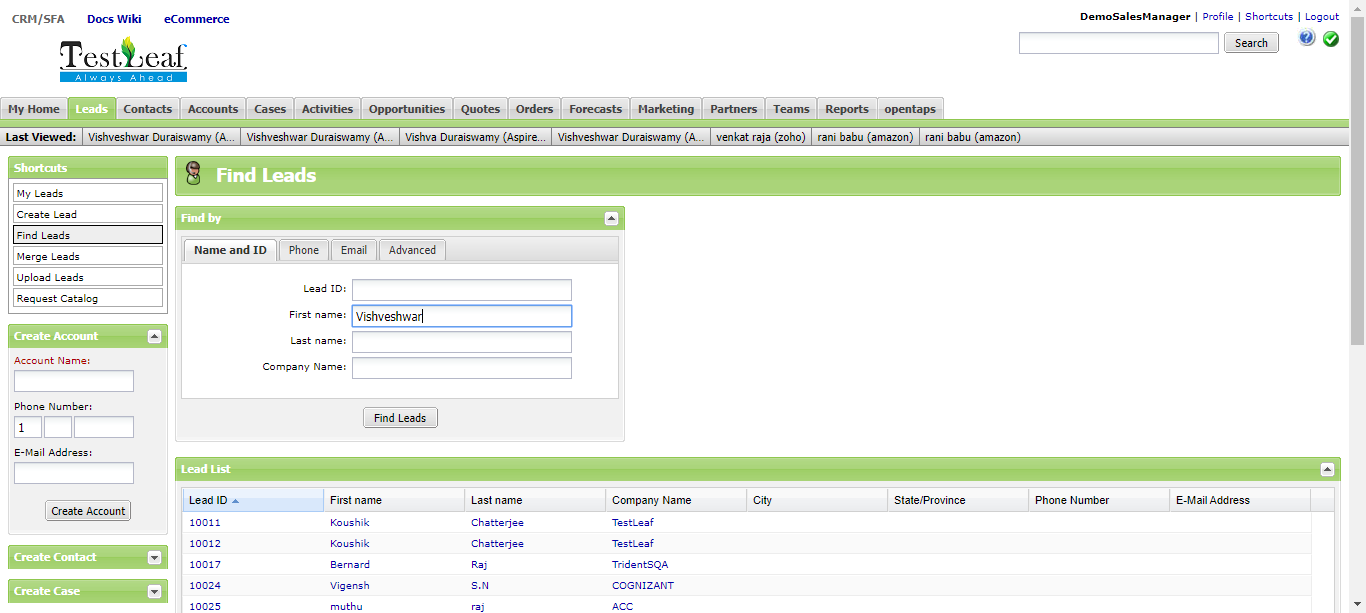 CRM/SFA Docs Wiki eCommerce
DemoSalesManager | Profile | Shortcuts | Logout
TestLeaf
Always Ahead
Search
My Home Leads Contacts Accounts Cases Activities Opportunities Quotes Orders Forecasts Marketing Partners Teams Reports opentaps
Last Viewed: Vishveshwar Duraiswamy (A... Vishveshwar Duraiswamy (A... Vishva Duraiswamy (Aspire... Vishveshwar Duraiswamy (A... venkat raja (zoho) rani babu (amazon) rani babu (amazon)
Shortcuts
My Leads
Create Lead
Find Leads
Merge Leads
Upload Leads
Request Catalog
Create Account
Account Name:
Phone Number:
1
E-Mail Address:
Create Account
Create Contact
Create Case
Find Leads
Find by
Name and ID Phone Email Advanced
Lead ID:
First name: Vishveshwar
Last name:
Company Name:
Find Leads
Lead List
Lead ID First name Last name Company Name City State/Province Phone Number E-Mail Address
10011 Koushik Chatterjee TestLeaf
10012 Koushik Chatterjee TestLeaf
10017 Bernard Raj TridentSQA
10024 Vigensh S.N COGNIZANT
10025 muthu raj ACC